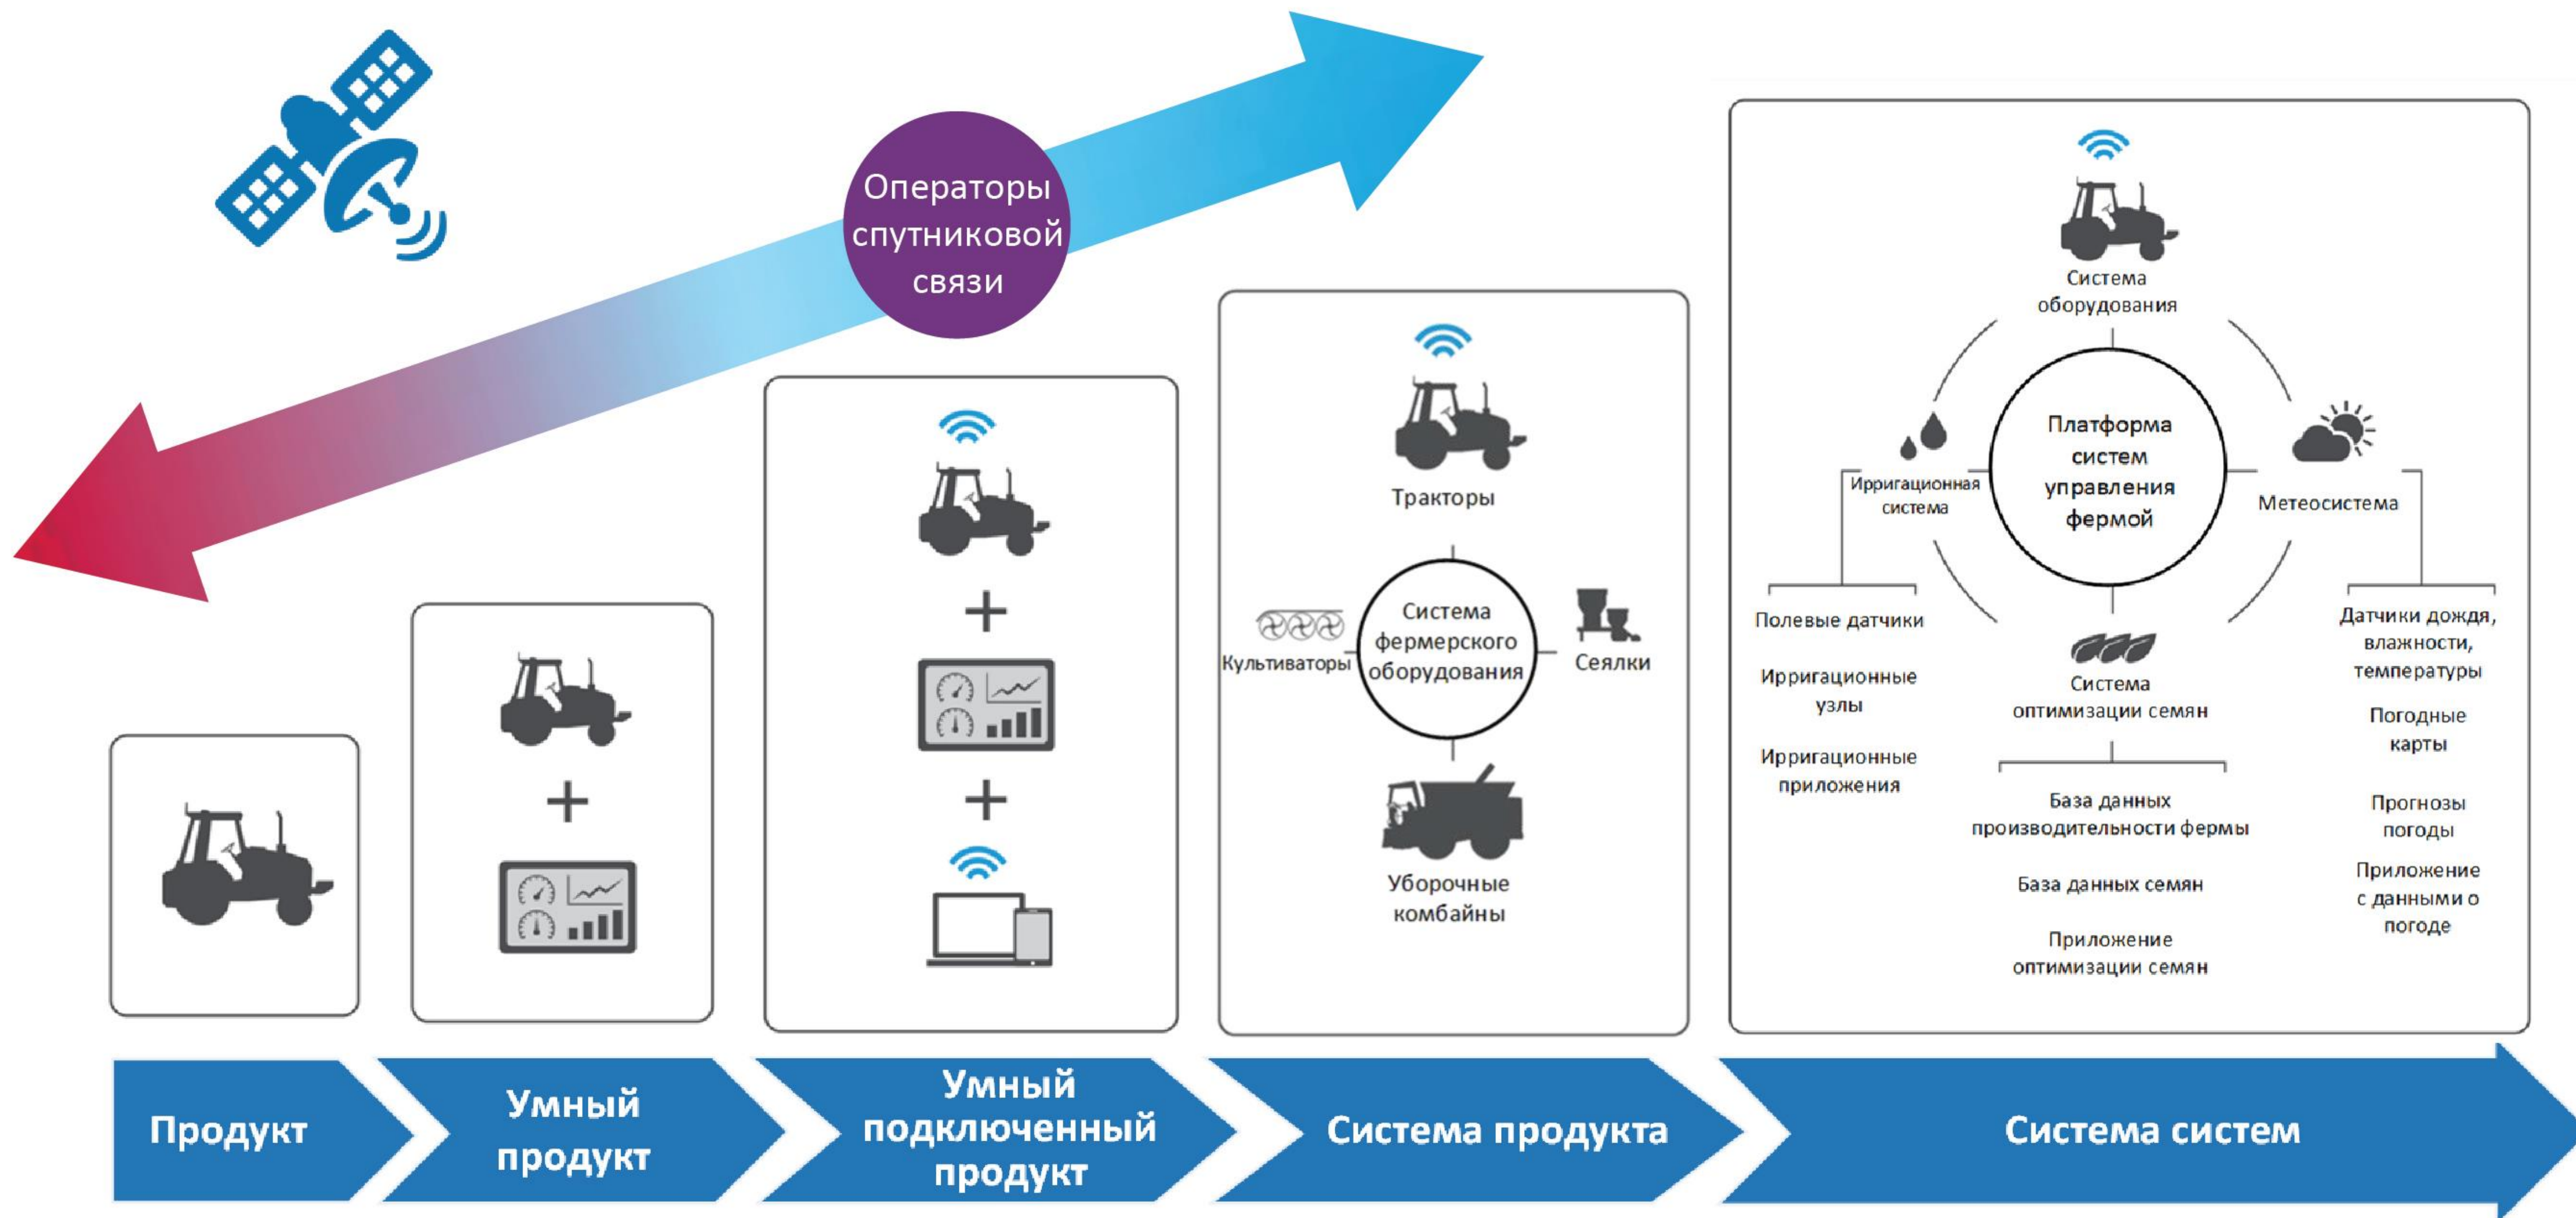 Операторы
спутниковой
связи
Тракторы
Культиваторы
Система
фермерского
оборудования
Сеялки
Уборочные
комбайны
Система
оборудования
Ирригационная
система
Платформа
систем
управления
фермой
Метеосистема
Полевые датчики
Ирригационные
узлы
Ирригационные
приложения
Система
оптимизации семян
База данных
производительности фермы
База данных семян
Приложение
оптимизации семян
Датчики дождя,
влажности,
температуры
Погодные
карты
Прогнозы
погоды
Приложение
с данными о
погоде
Продукт
Умный
продукт
Умный
подключенный
продукт
Система продукта
Система систем